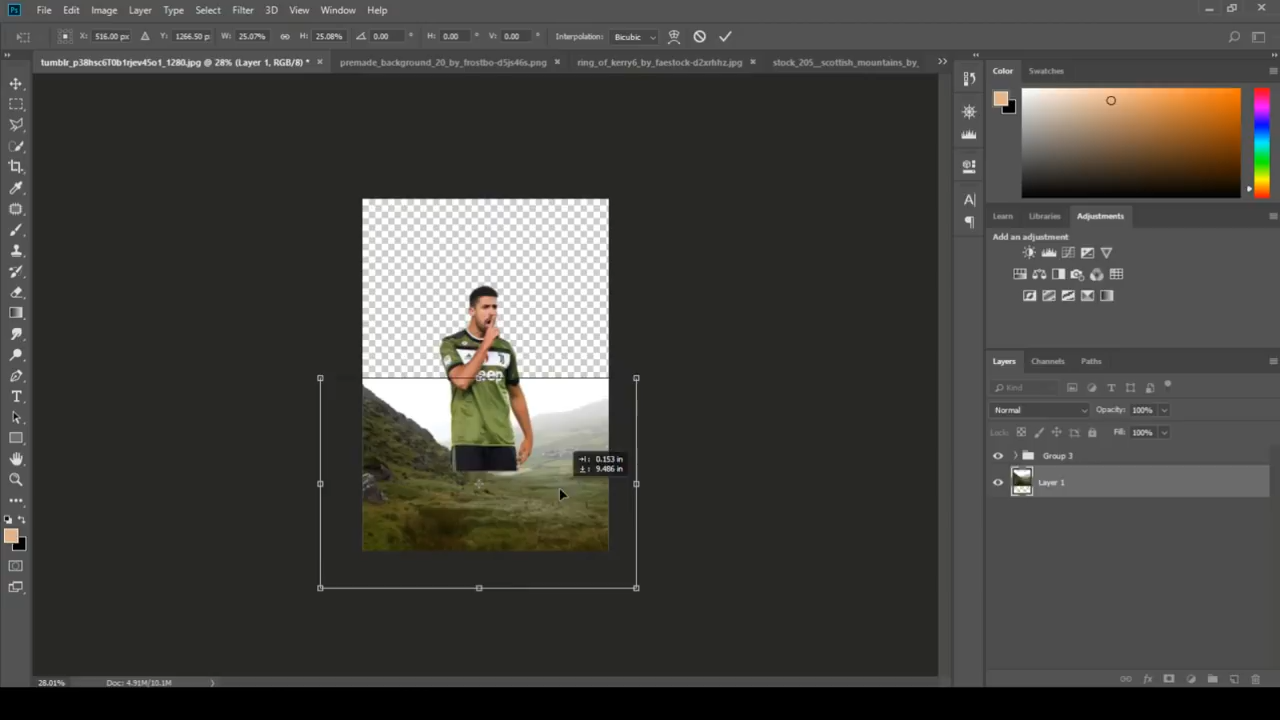 Ps File Edit Image Layer Type Select Filter 3D View Window Help
X: 516.00 px Y: 1266.50 p W: 25.07% H: 25.08% 0.00 ° H: 0.00 ° V: 0.00 ° Interpolation: Bicubic
tumblr_p38hsc6T0b1rjev45o1_1280.jpg @ 28% (Layer 1, RGB/8) * × premade_background_20_by_frostbo-d5js46s.png × ring_of_kerry6_by_faestock-d2xrhhz.jpg × stock_205__scottish_mountains_by_
Color Swatches
Learn Libraries Adjustments
Add an adjustment
Jeep
Layers Channels Paths
Kind
Normal Opacity: 100%
Lock: Fill: 100%
Group 3
Layer 1
0.153 in
9.486 in
28.01% Doc: 4.91M/10.1M